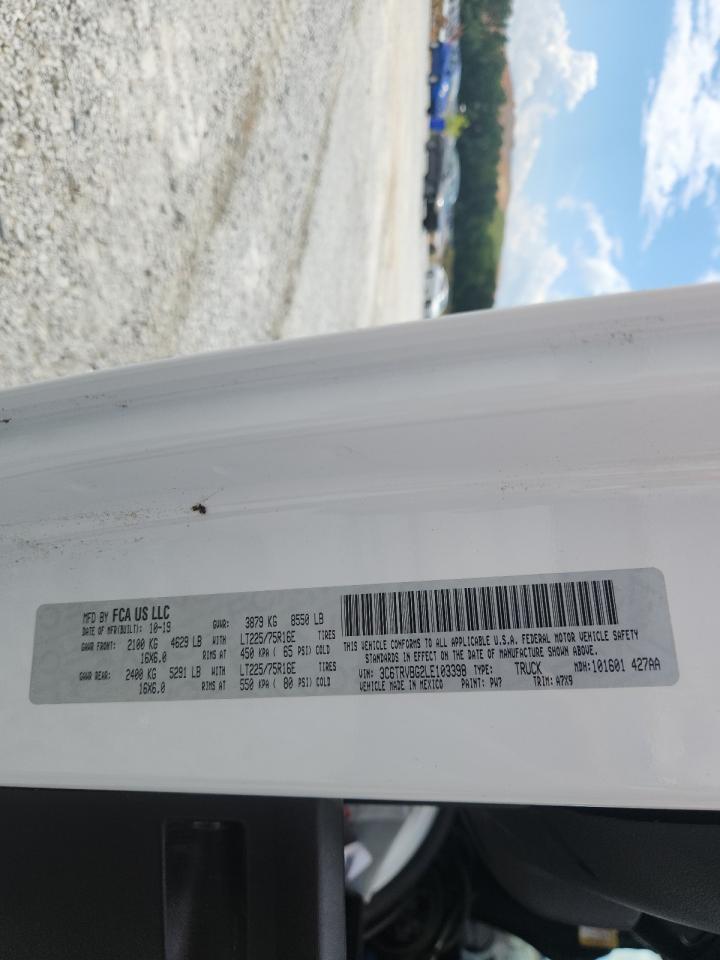 MFD BY FCA US LLC
DATE OF MFR(BUILT): 10-19 GVWR: 3879 KG 8550 LB
GAWR FRONT: 2100 KG 4629 LB WITH LT225/75R16E TIRES
16X6.0 RIMS AT 450 KPA ( 65 PSI) COLD
GAWR REAR: 2400 KG 5291 LB WITH LT225/75R16E TIRES
16X6.0 RIMS AT 550 KPA ( 80 PSI) COLD
THIS VEHICLE CONFORMS TO ALL APPLICABLE U.S.A. FEDERAL MOTOR VEHICLE SAFETY
STANDARDS IN EFFECT ON THE DATE OF MANUFACTURE SHOWN ABOVE.
VIN: 3C6TRVBG2LE103398 TYPE: TRUCK MDH:101601 427AA
VEHICLE MADE IN MEXICO PAINT: PW7 TRIM: A7X9